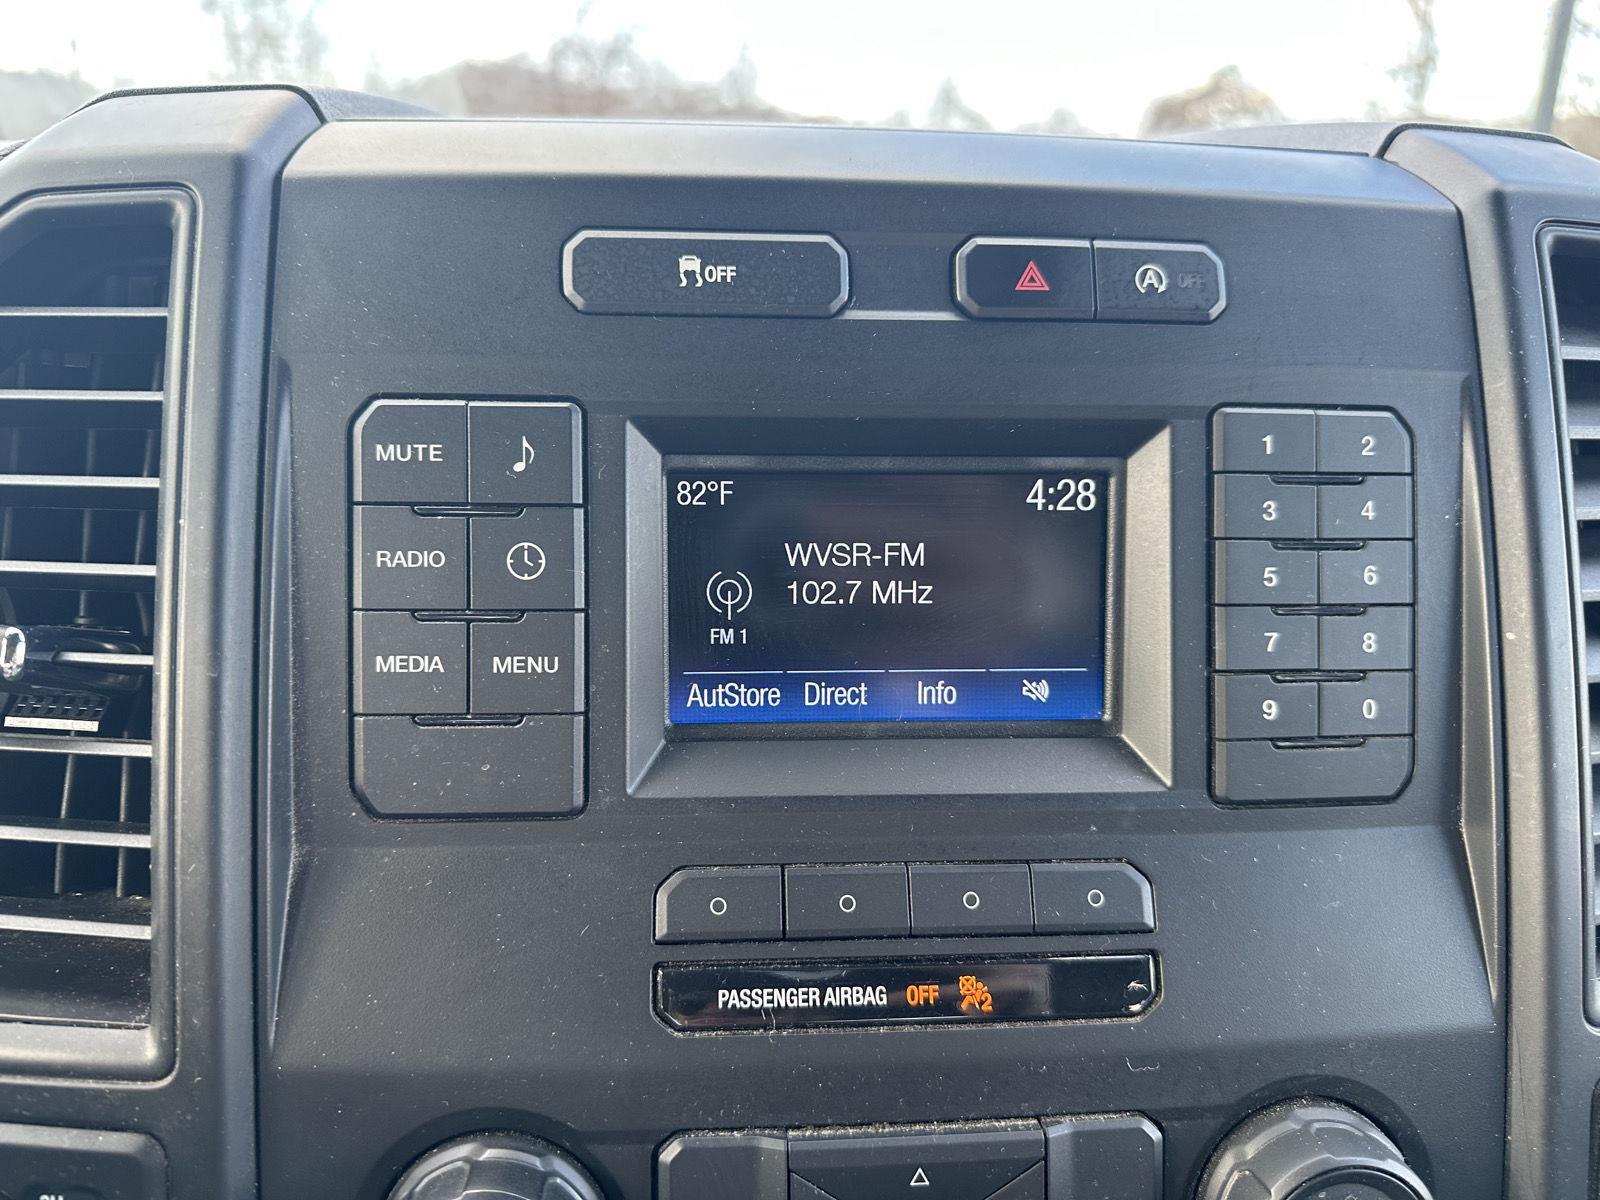 OFF
A OFF
MUTE
RADIO
MEDIA MENU
82°F 4:28
WVSR-FM
102.7 MHz
FM 1
AutStore Direct Info
1 2
3 4
5 6
7 8
9 0
PASSENGER AIRBAG OFF 2